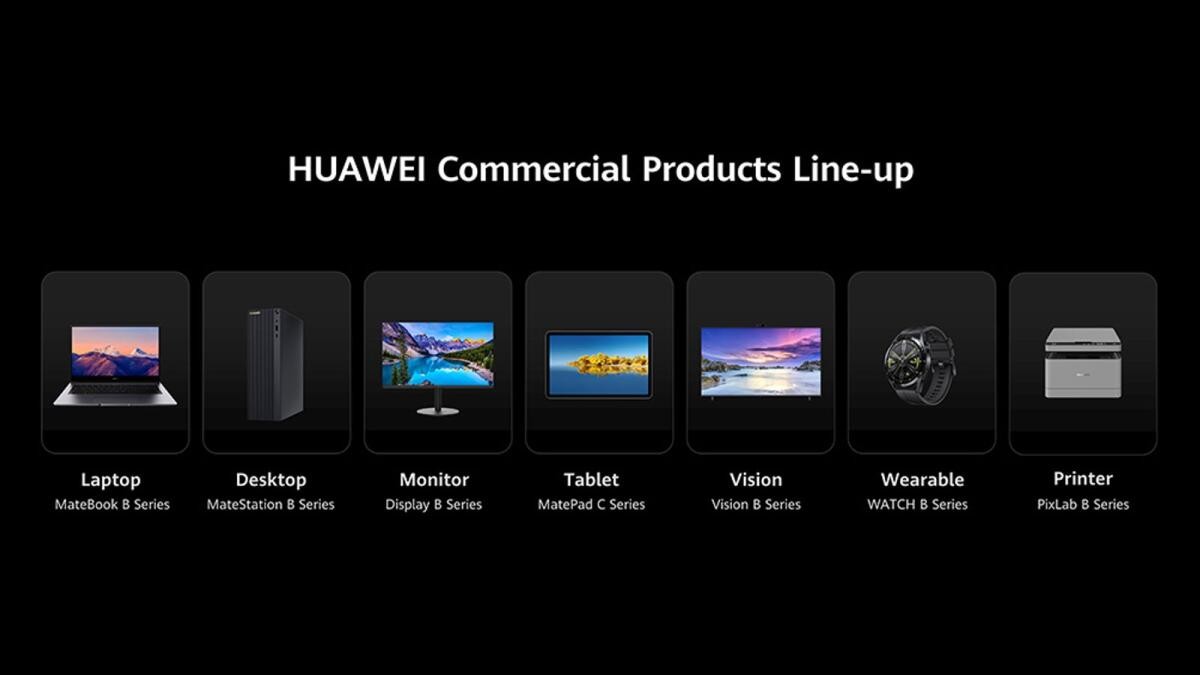 HUAWEI Commercial Products Line-up
Laptop
MateBook B Series
Desktop
MateStation B Series
Monitor
Display B Series
Tablet
MatePad C Series
Vision
Vision B Series
Wearable
WATCH B Series
Printer
PixLab B Series